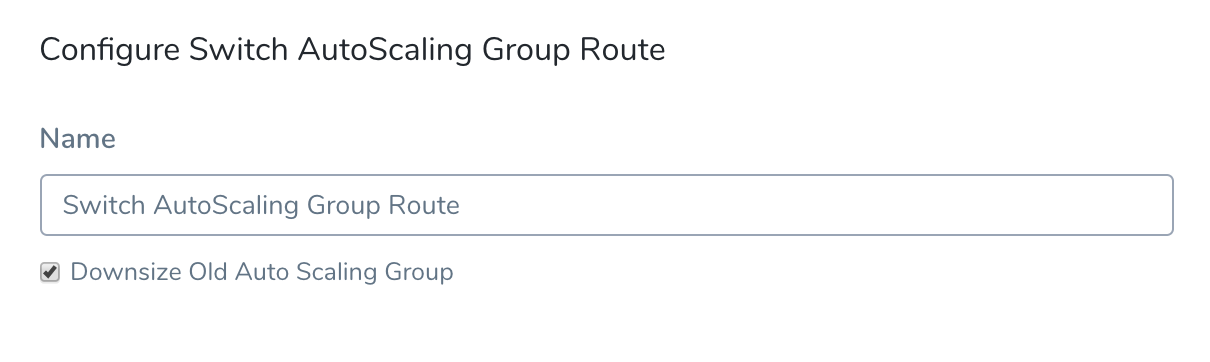 Configure Switch AutoScaling Group Route
Name
Switch AutoScaling Group Route
Downsize Old Auto Scaling Group